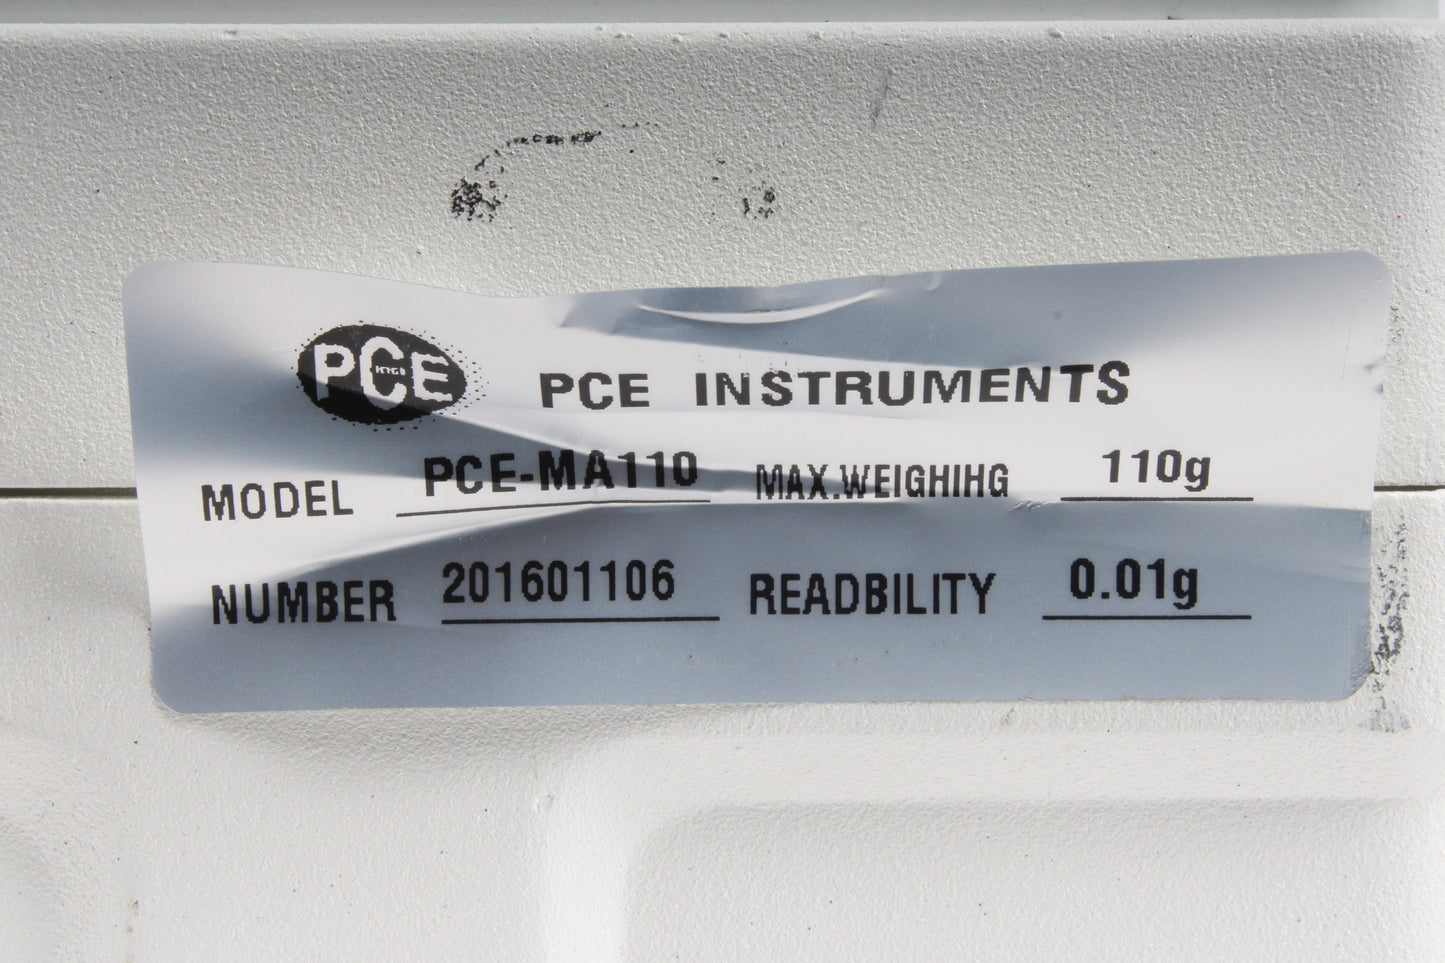 PCE PCE INSTRUMENTS
MODEL PCE-MA110 MAX.WEIGHIHG 110g
NUMBER 201601106 READBILITY 0.01g